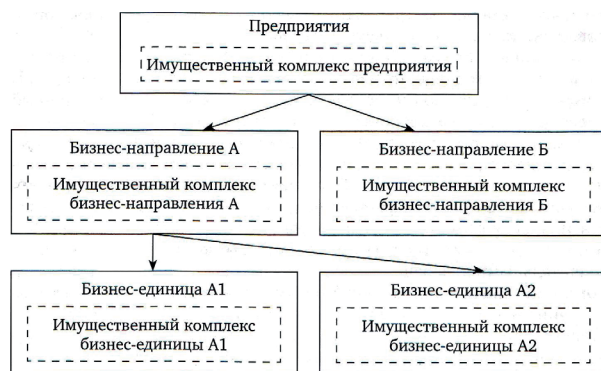 Предприятия
Имущественный комплекс предприятия
Бизнес-направление А
Имущественный комплекс
бизнес-направления А
Бизнес-направление Б
Имущественный комплекс
бизнес-направления Б
Бизнес-единица А1
Имущественный комплекс
бизнес-единицы А1
Бизнес-единица А2
Имущественный комплекс
бизнес-единицы А2